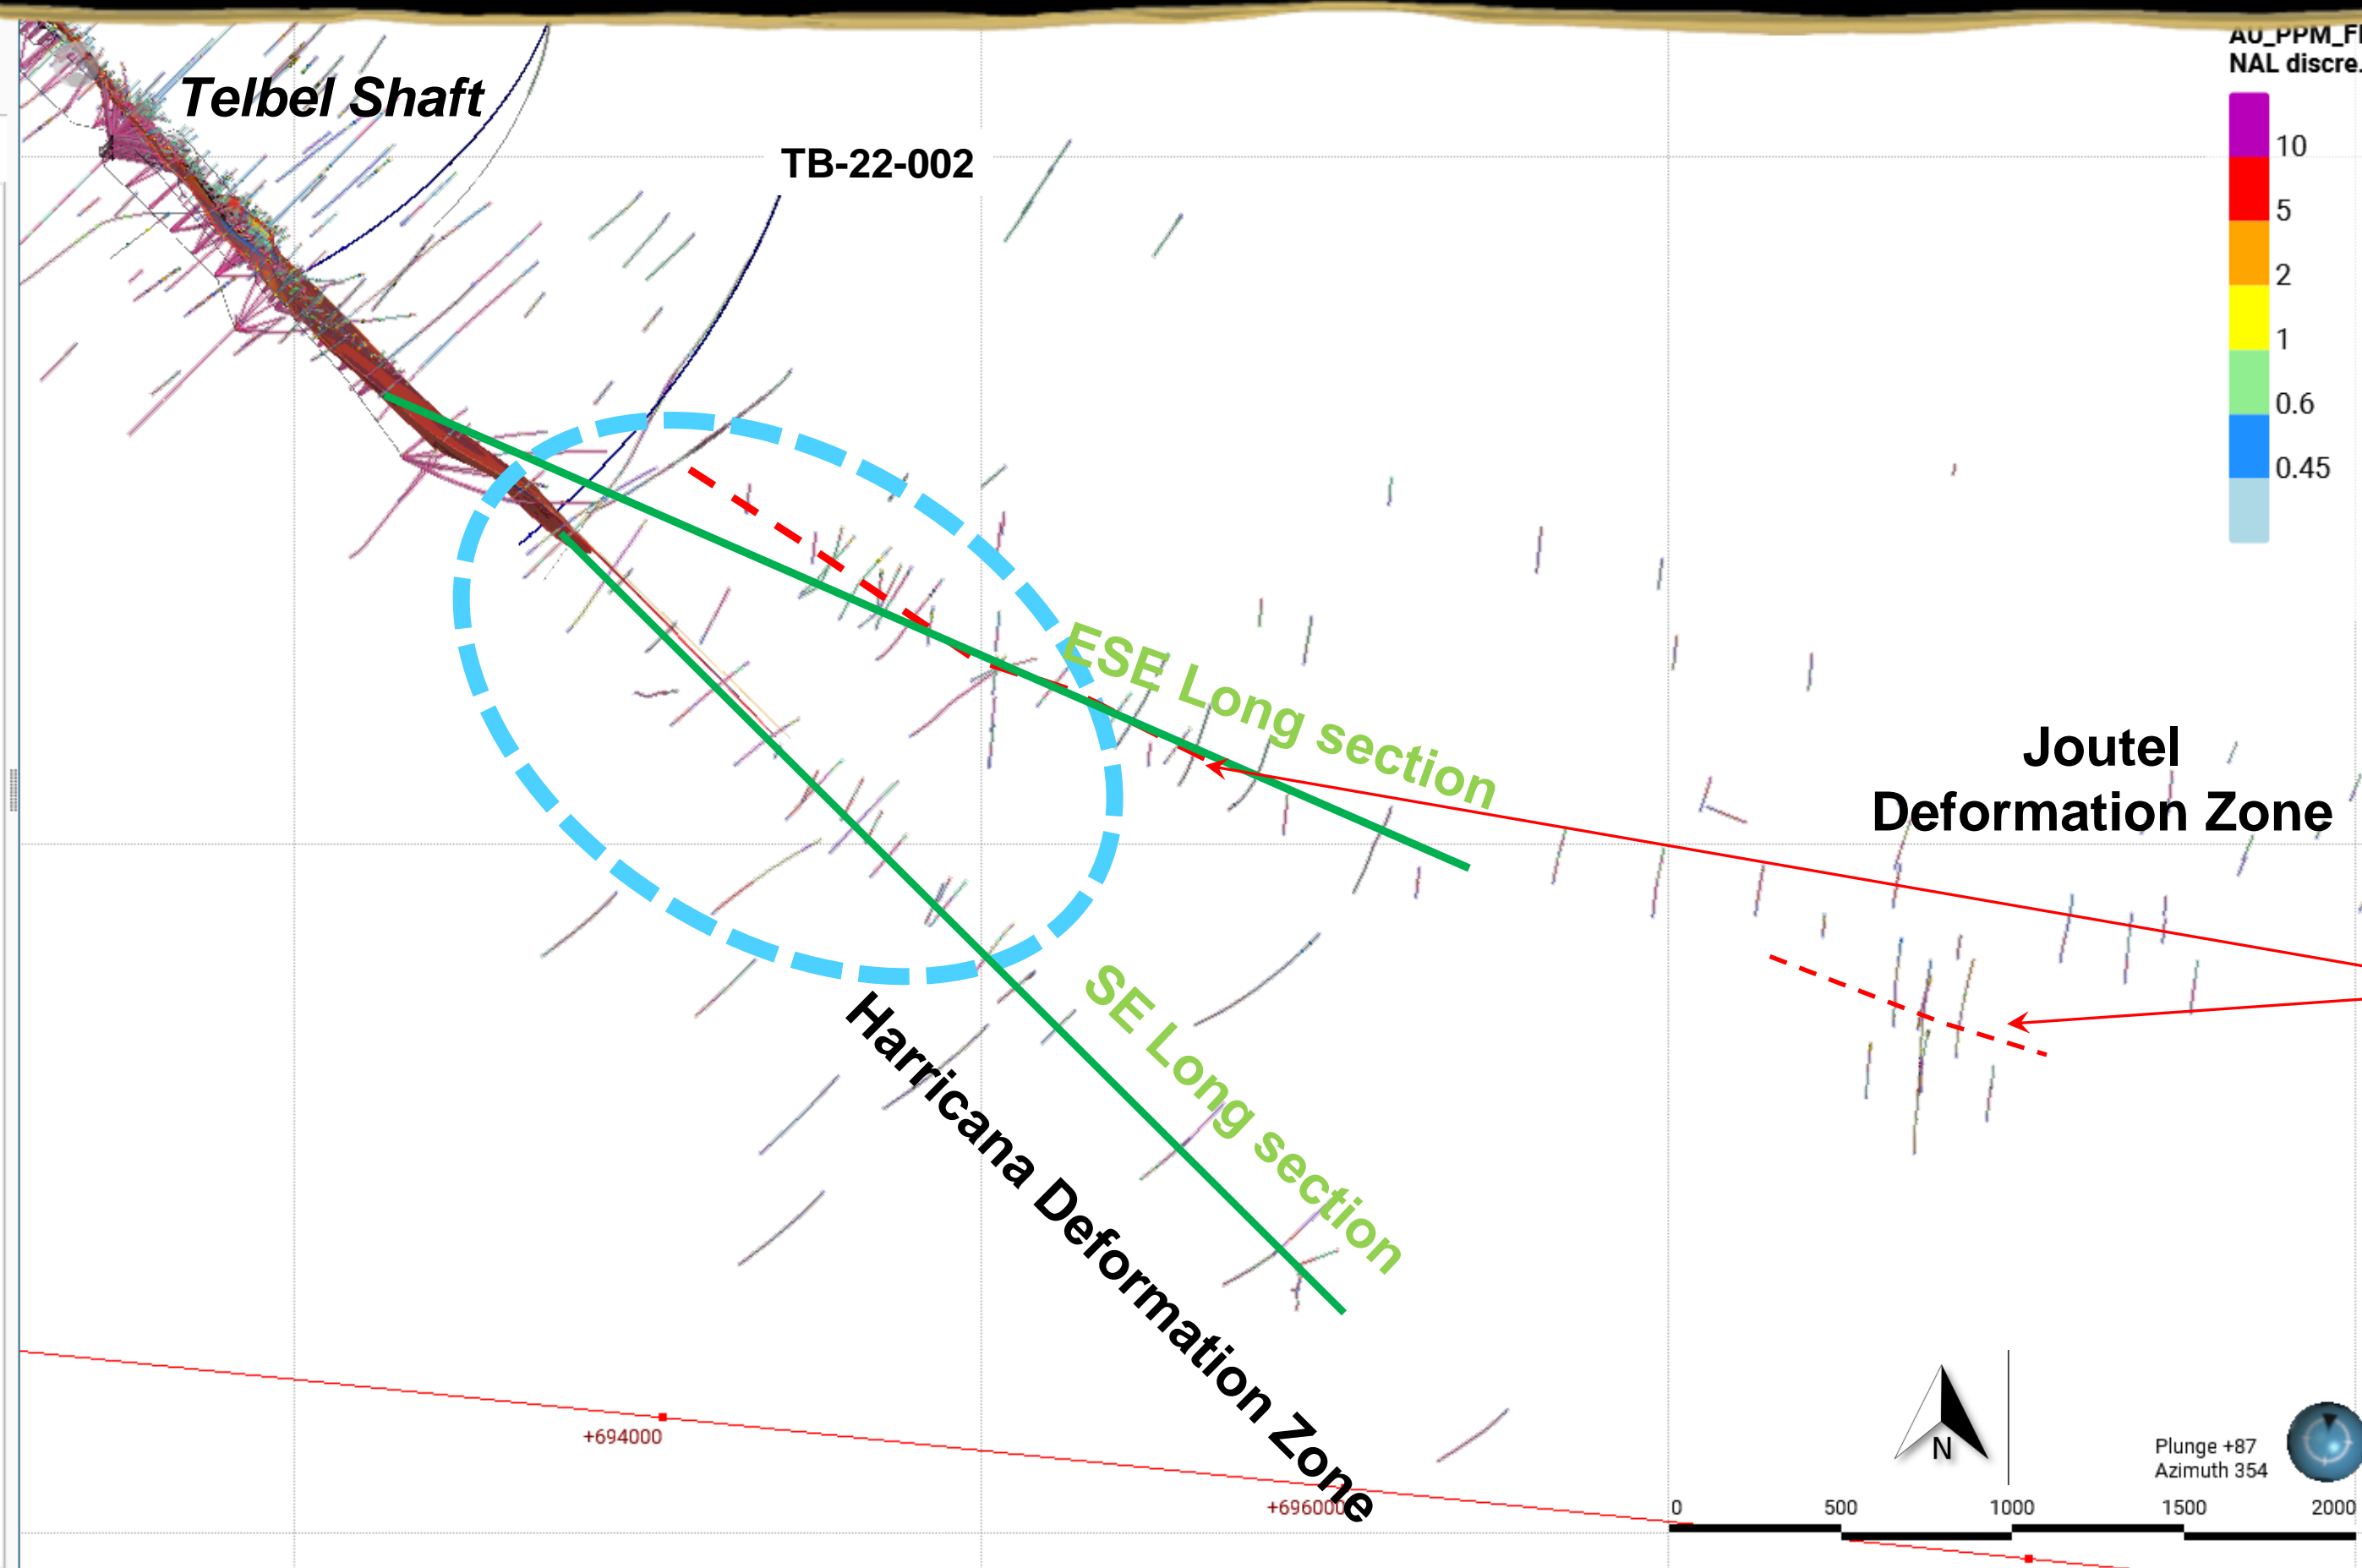 AU_PPM_FI
NAL discre.
Telbel Shaft
TB-22-002
10
5
2
1
0.6
0.45
ESE Long section
Joutel
Deformation Zone
SE Long section
Harricana Deformation Zone
N
Plunge +87
Azimuth 354
+694000
+696000
0
500
1000
1500
2000